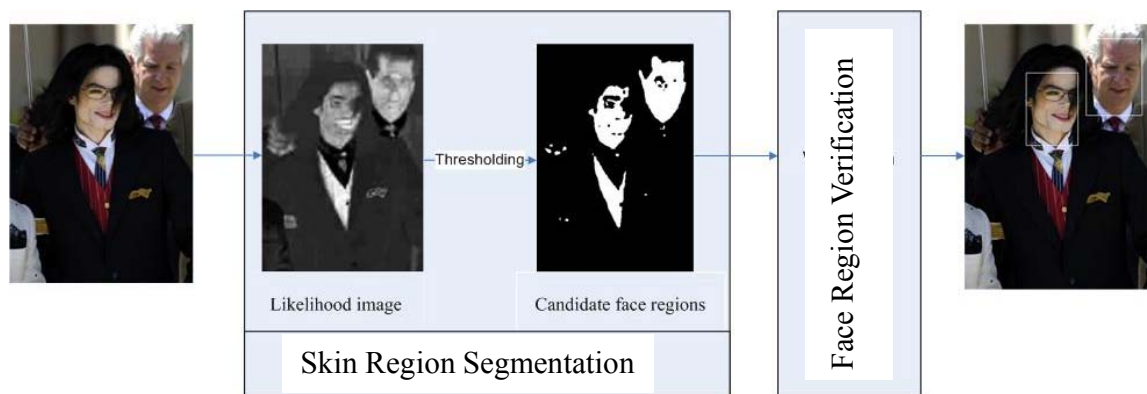 Thresholding
Likelihood image
Candidate face regions
Skin Region Segmentation
Face Region Verification